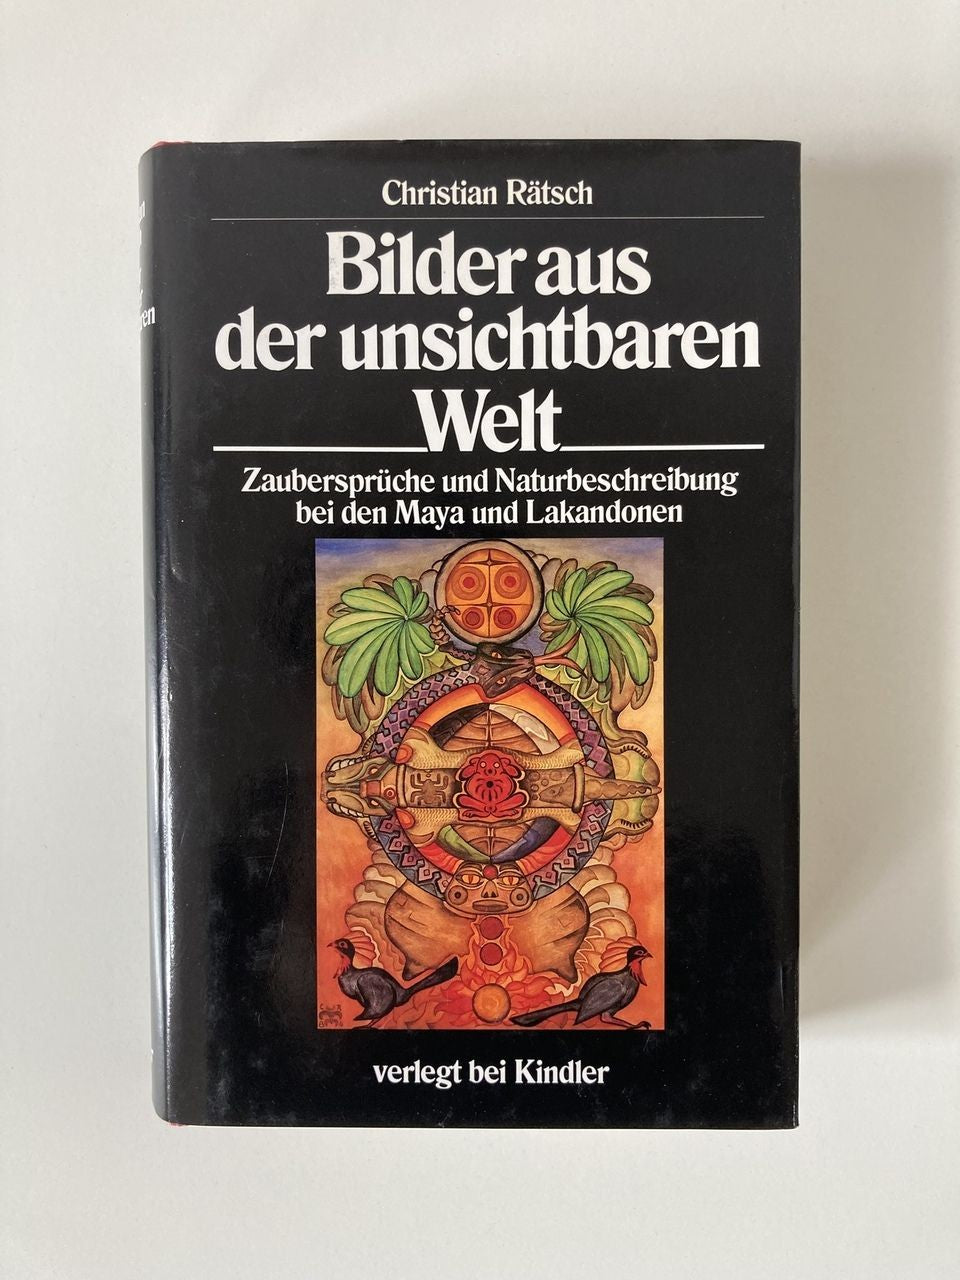 Christian Rätsch
Bilder aus
der unsichtbaren
Welt
Zaubersprüche und Naturbeschreibung
bei den Maya und Lakandonen
verlegt bei Kindler